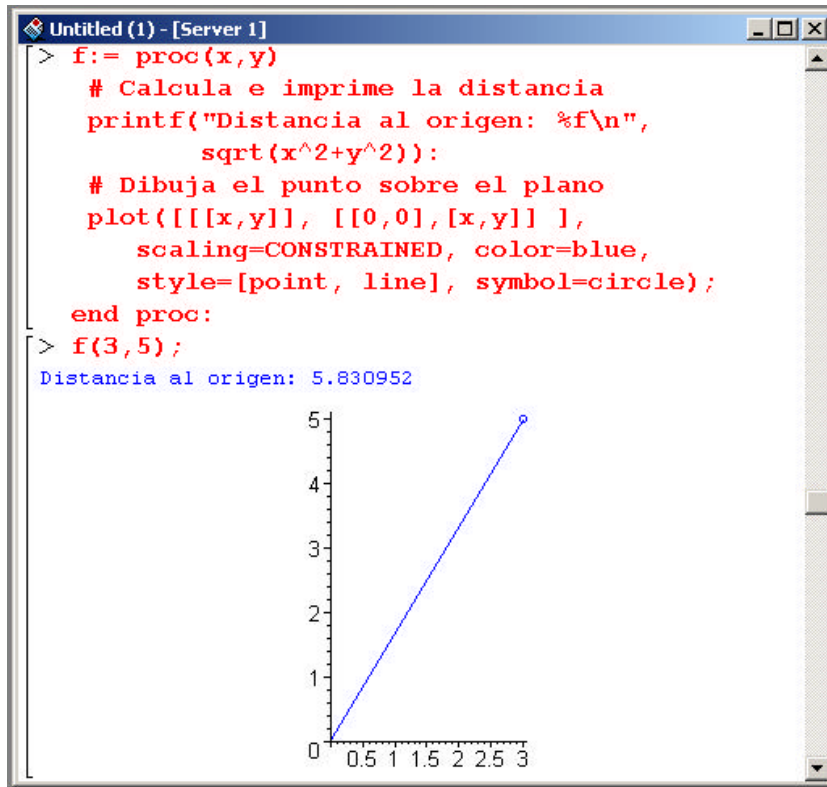 Untitled (1) - [Server 1]
> f:= proc(x,y)
# Calcula e imprime la distancia
printf("Distancia al origen: %f\n",
sqrt(x^2+y^2)):
# Dibuja el punto sobre el plano
plot([[[x,y]], [[0,0],[x,y]] ],
scaling=CONSTRAINED, color=blue,
style=[point, line], symbol=circle);
end proc:
> f(3,5);
Distancia al origen: 5.830952
5
4
3
2
1
0
0.5 1 1.5 2 2.5 3